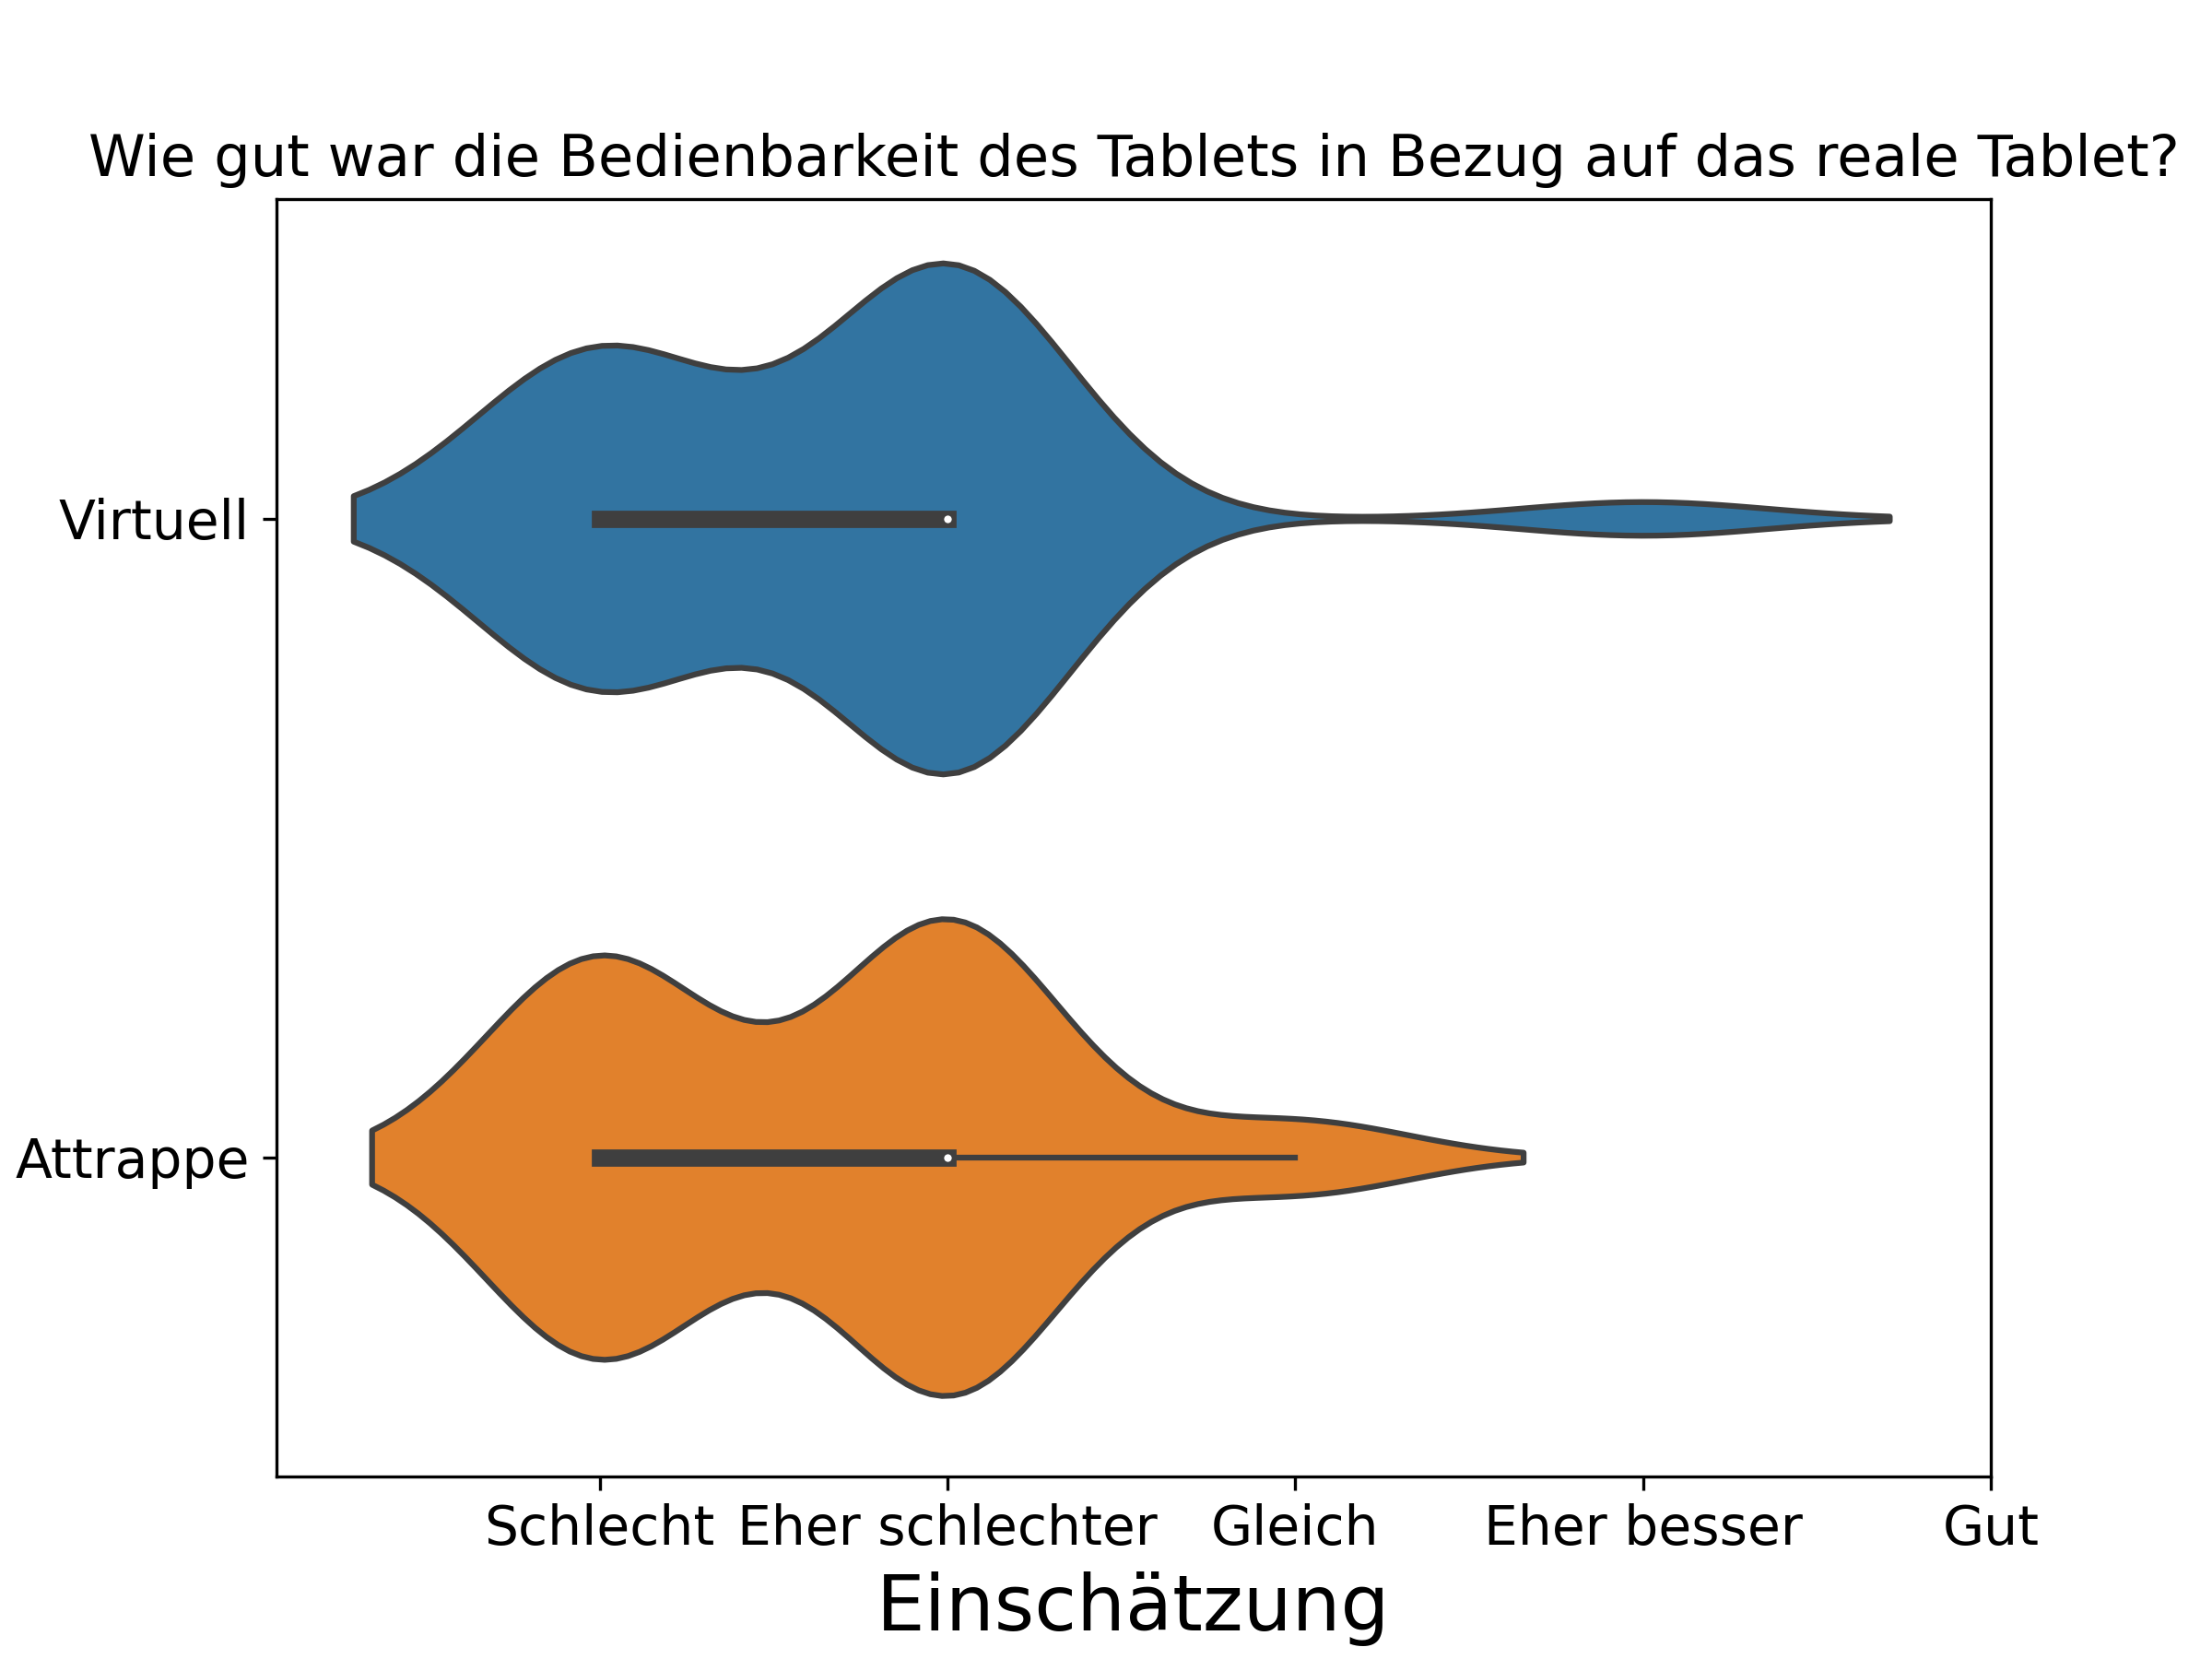 Wie gut war die Bedienbarkeit des Tablets in Bezug auf das reale Tablet?
Virtuell
Attrappe
Schlecht Eher schlechter Gleich Eher besser Gut
Einschätzung